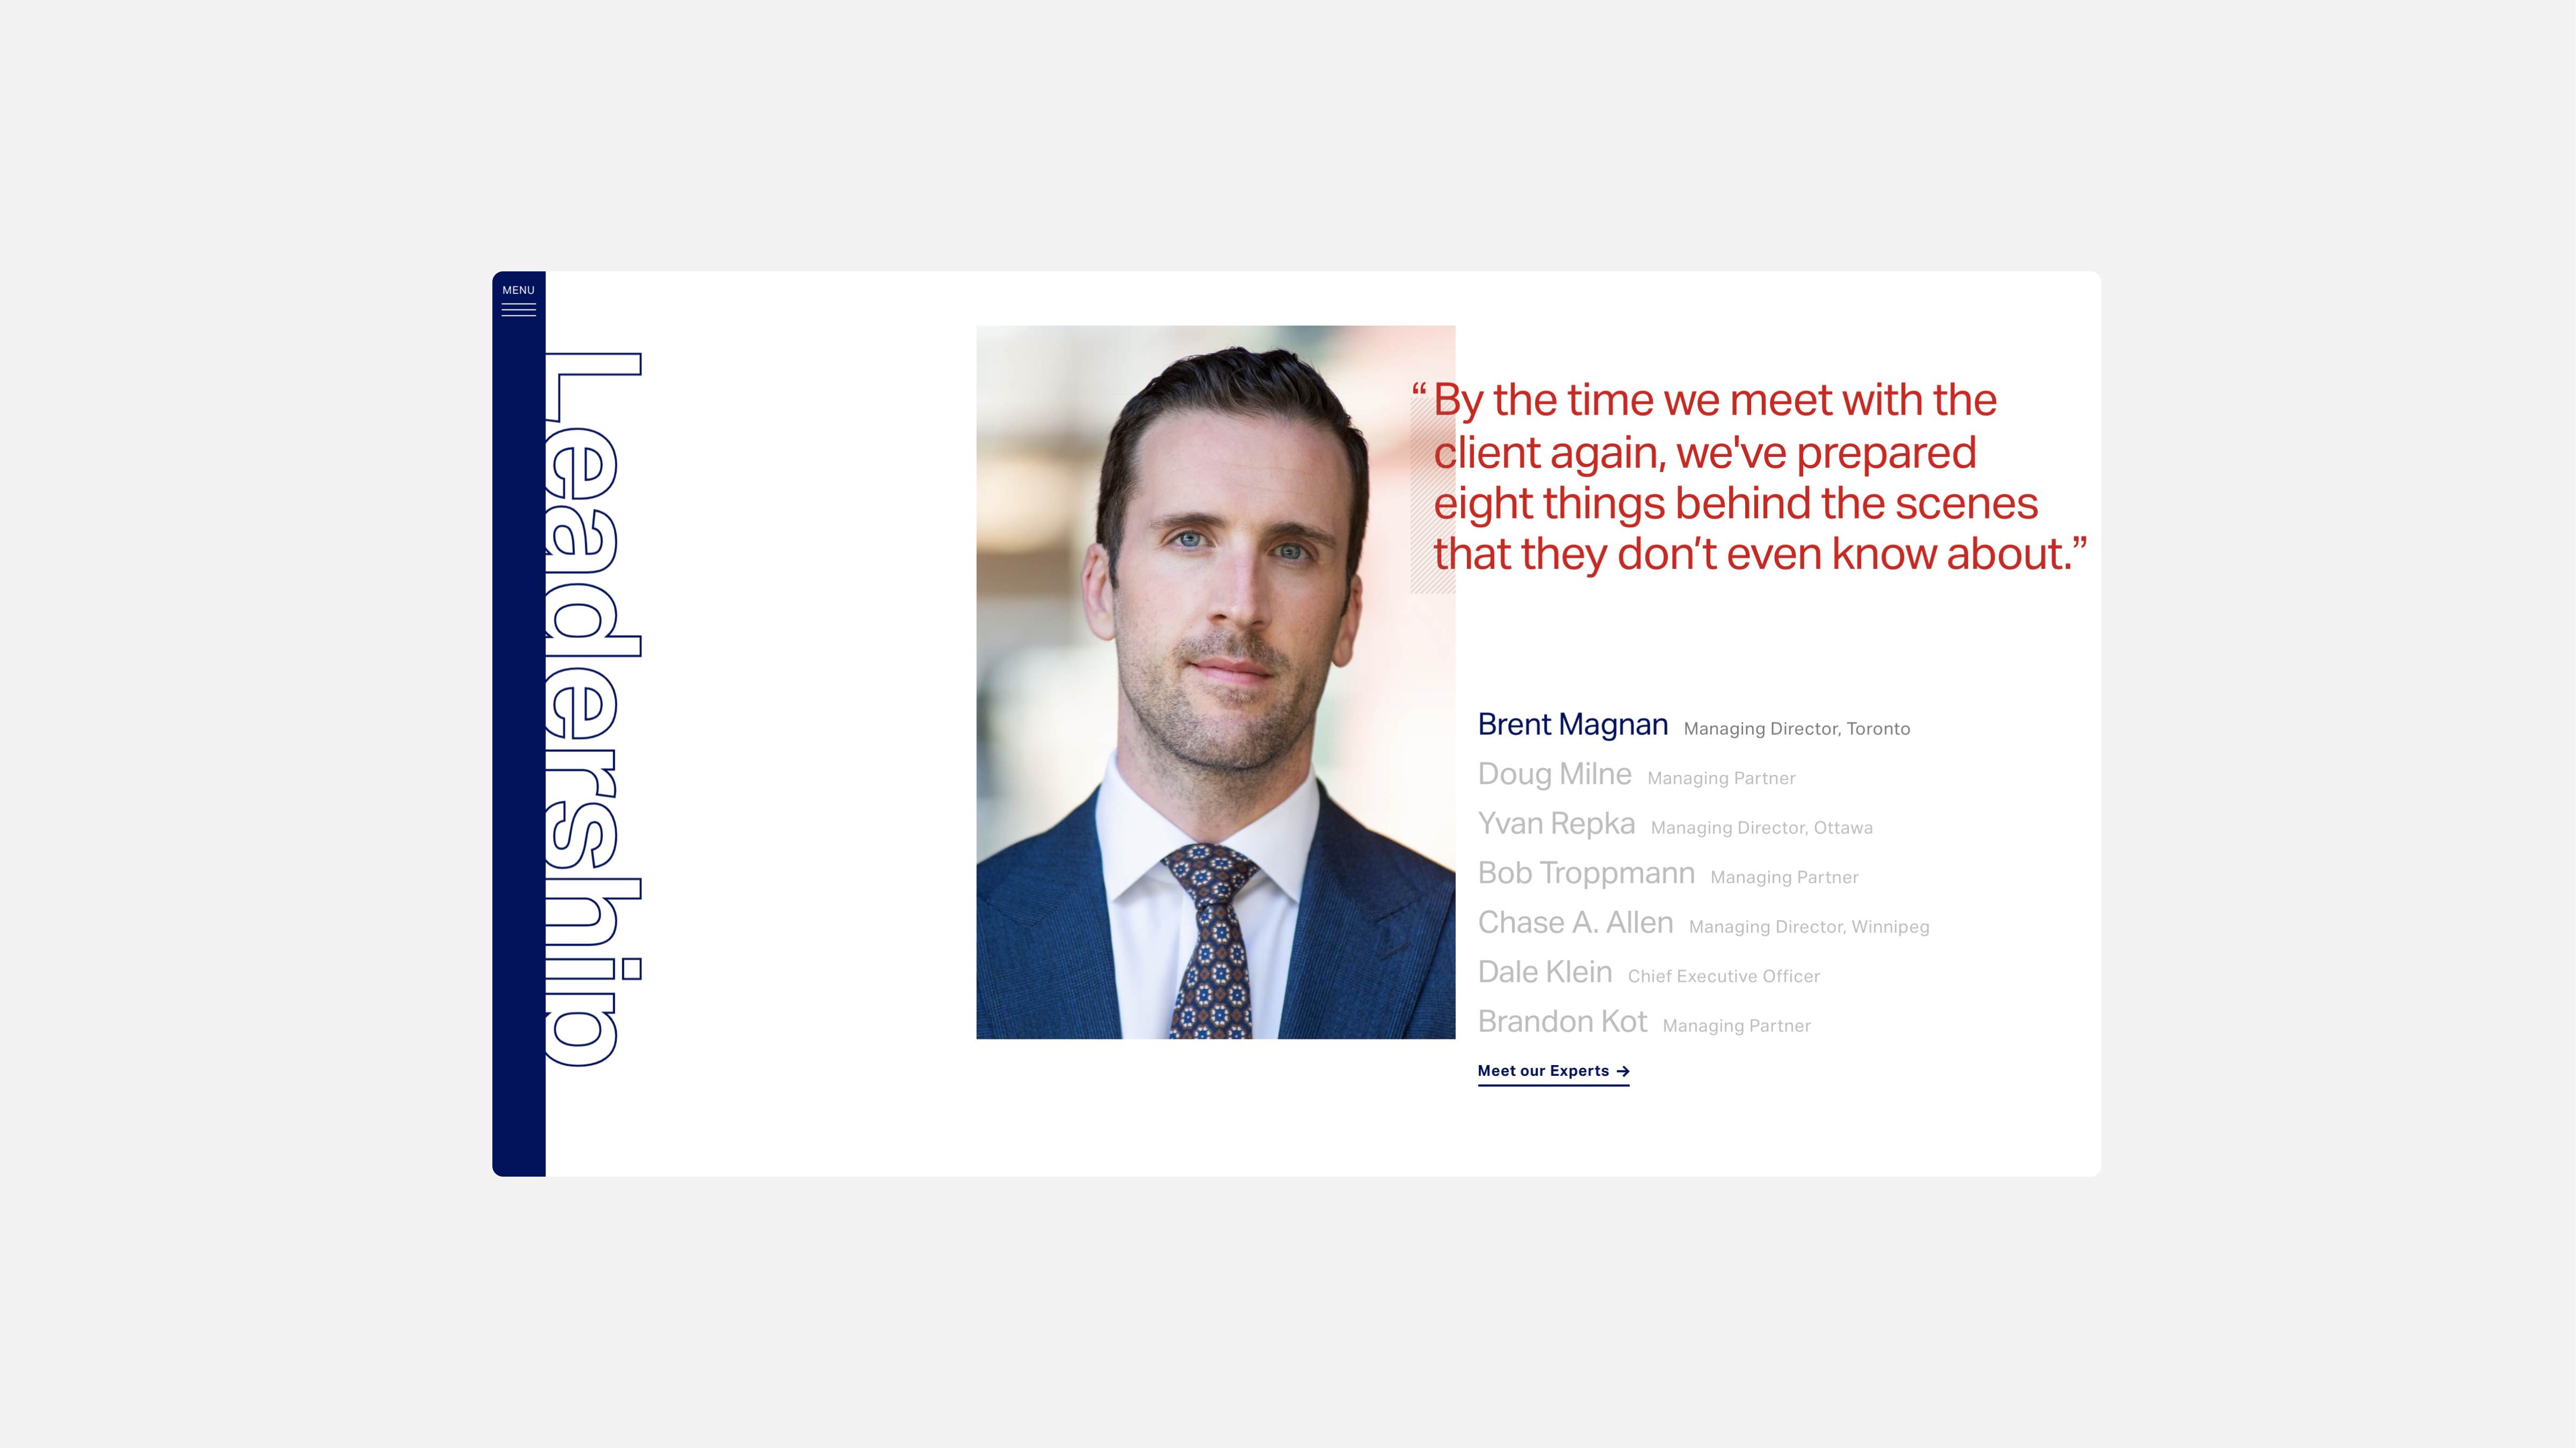 MENU
Leadership
“By the time we meet with the
client again, we've prepared
eight things behind the scenes
that they don’t even know about.”
Brent Magnan Managing Director, Toronto
Doug Milne Managing Partner
Yvan Repka Managing Director, Ottawa
Bob Troppmann Managing Partner
Chase A. Allen Managing Director, Winnipeg
Dale Klein Chief Executive Officer
Brandon Kot Managing Partner
Meet our Experts →